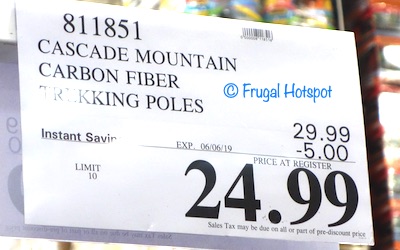 811851
CASCADE MOUNTAIN
CARBON FIBER
TREKKING POLES
© Frugal Hotspot
29.99
Instant Savin
-5.00
EXP. 06/06/19
PRICE AT REGISTER
LIMIT
10
24.99
Sales Tax may be due on all or part of pre-discount price